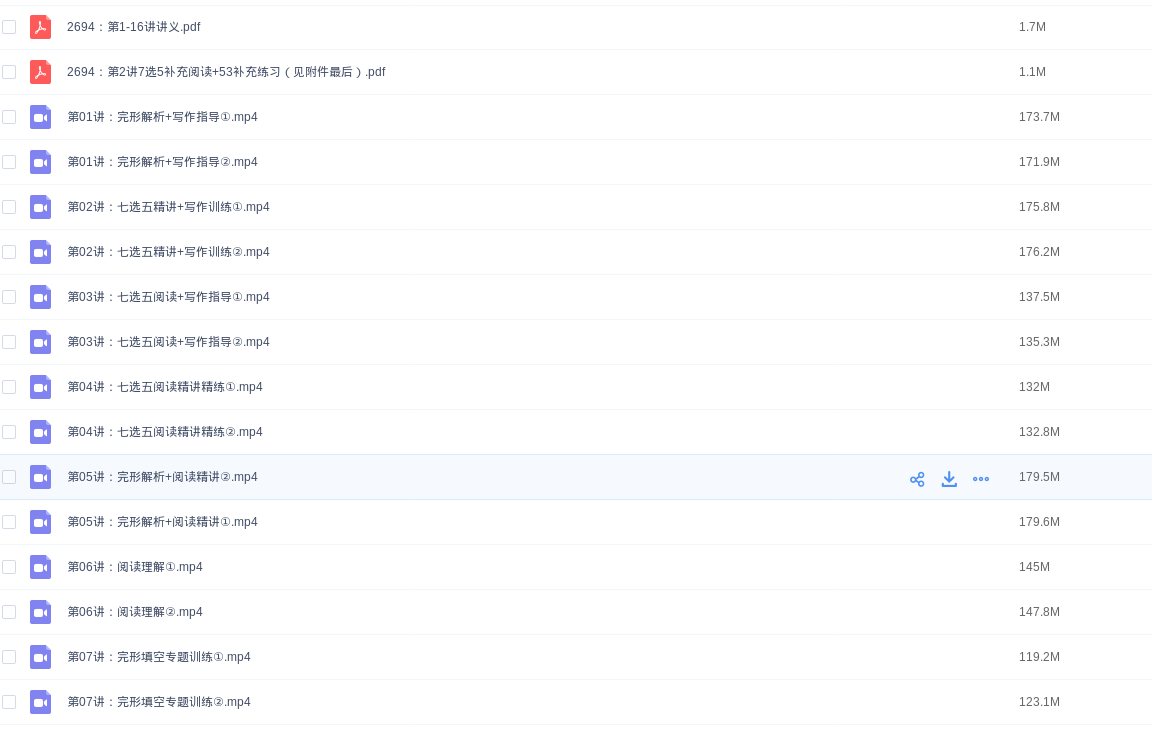 2694：第1-16讲讲义.pdf 1.7M
2694：第2讲7选5补充阅读+53补充练习（见附件最后）.pdf 1.1M
第01讲：完形解析+写作指导①.mp4 173.7M
第01讲：完形解析+写作指导②.mp4 171.9M
第02讲：七选五精讲+写作训练①.mp4 175.8M
第02讲：七选五精讲+写作训练②.mp4 176.2M
第03讲：七选五阅读+写作指导①.mp4 137.5M
第03讲：七选五阅读+写作指导②.mp4 135.3M
第04讲：七选五阅读精讲精练①.mp4 132M
第04讲：七选五阅读精讲精练②.mp4 132.8M
第05讲：完形解析+阅读精讲②.mp4 179.5M
第05讲：完形解析+阅读精讲①.mp4 179.6M
第06讲：阅读理解①.mp4 145M
第06讲：阅读理解②.mp4 147.8M
第07讲：完形填空专题训练①.mp4 119.2M
第07讲：完形填空专题训练②.mp4 123.1M